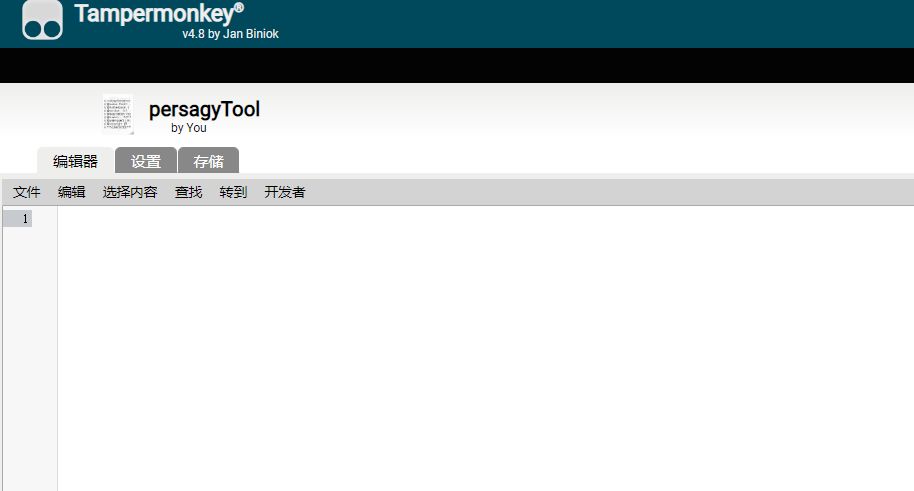 Tampermonkey®
v4.8 by Jan Biniok
persagyTool
by You
编辑器 设置 存储
文件 编辑 选择内容 查找 转到 开发者
1